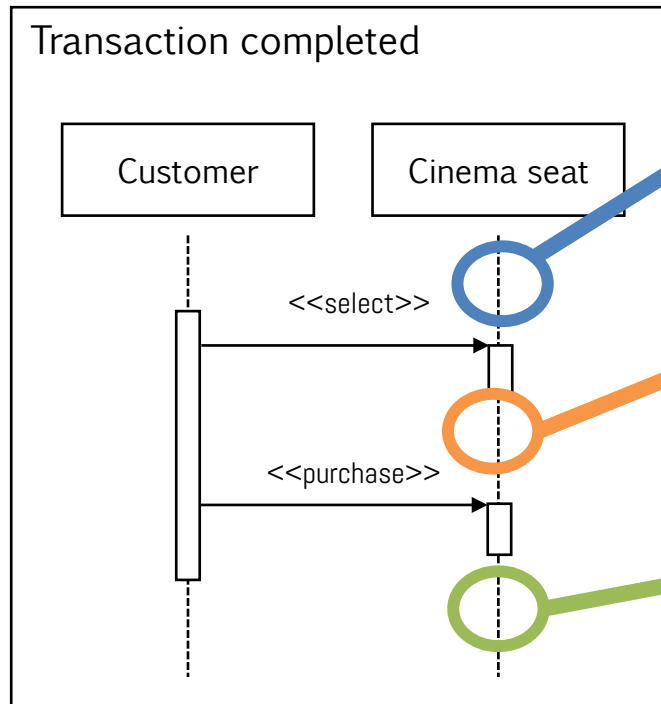 Transaction completed
Customer
Cinema seat
<<select>>
<<purchase>>